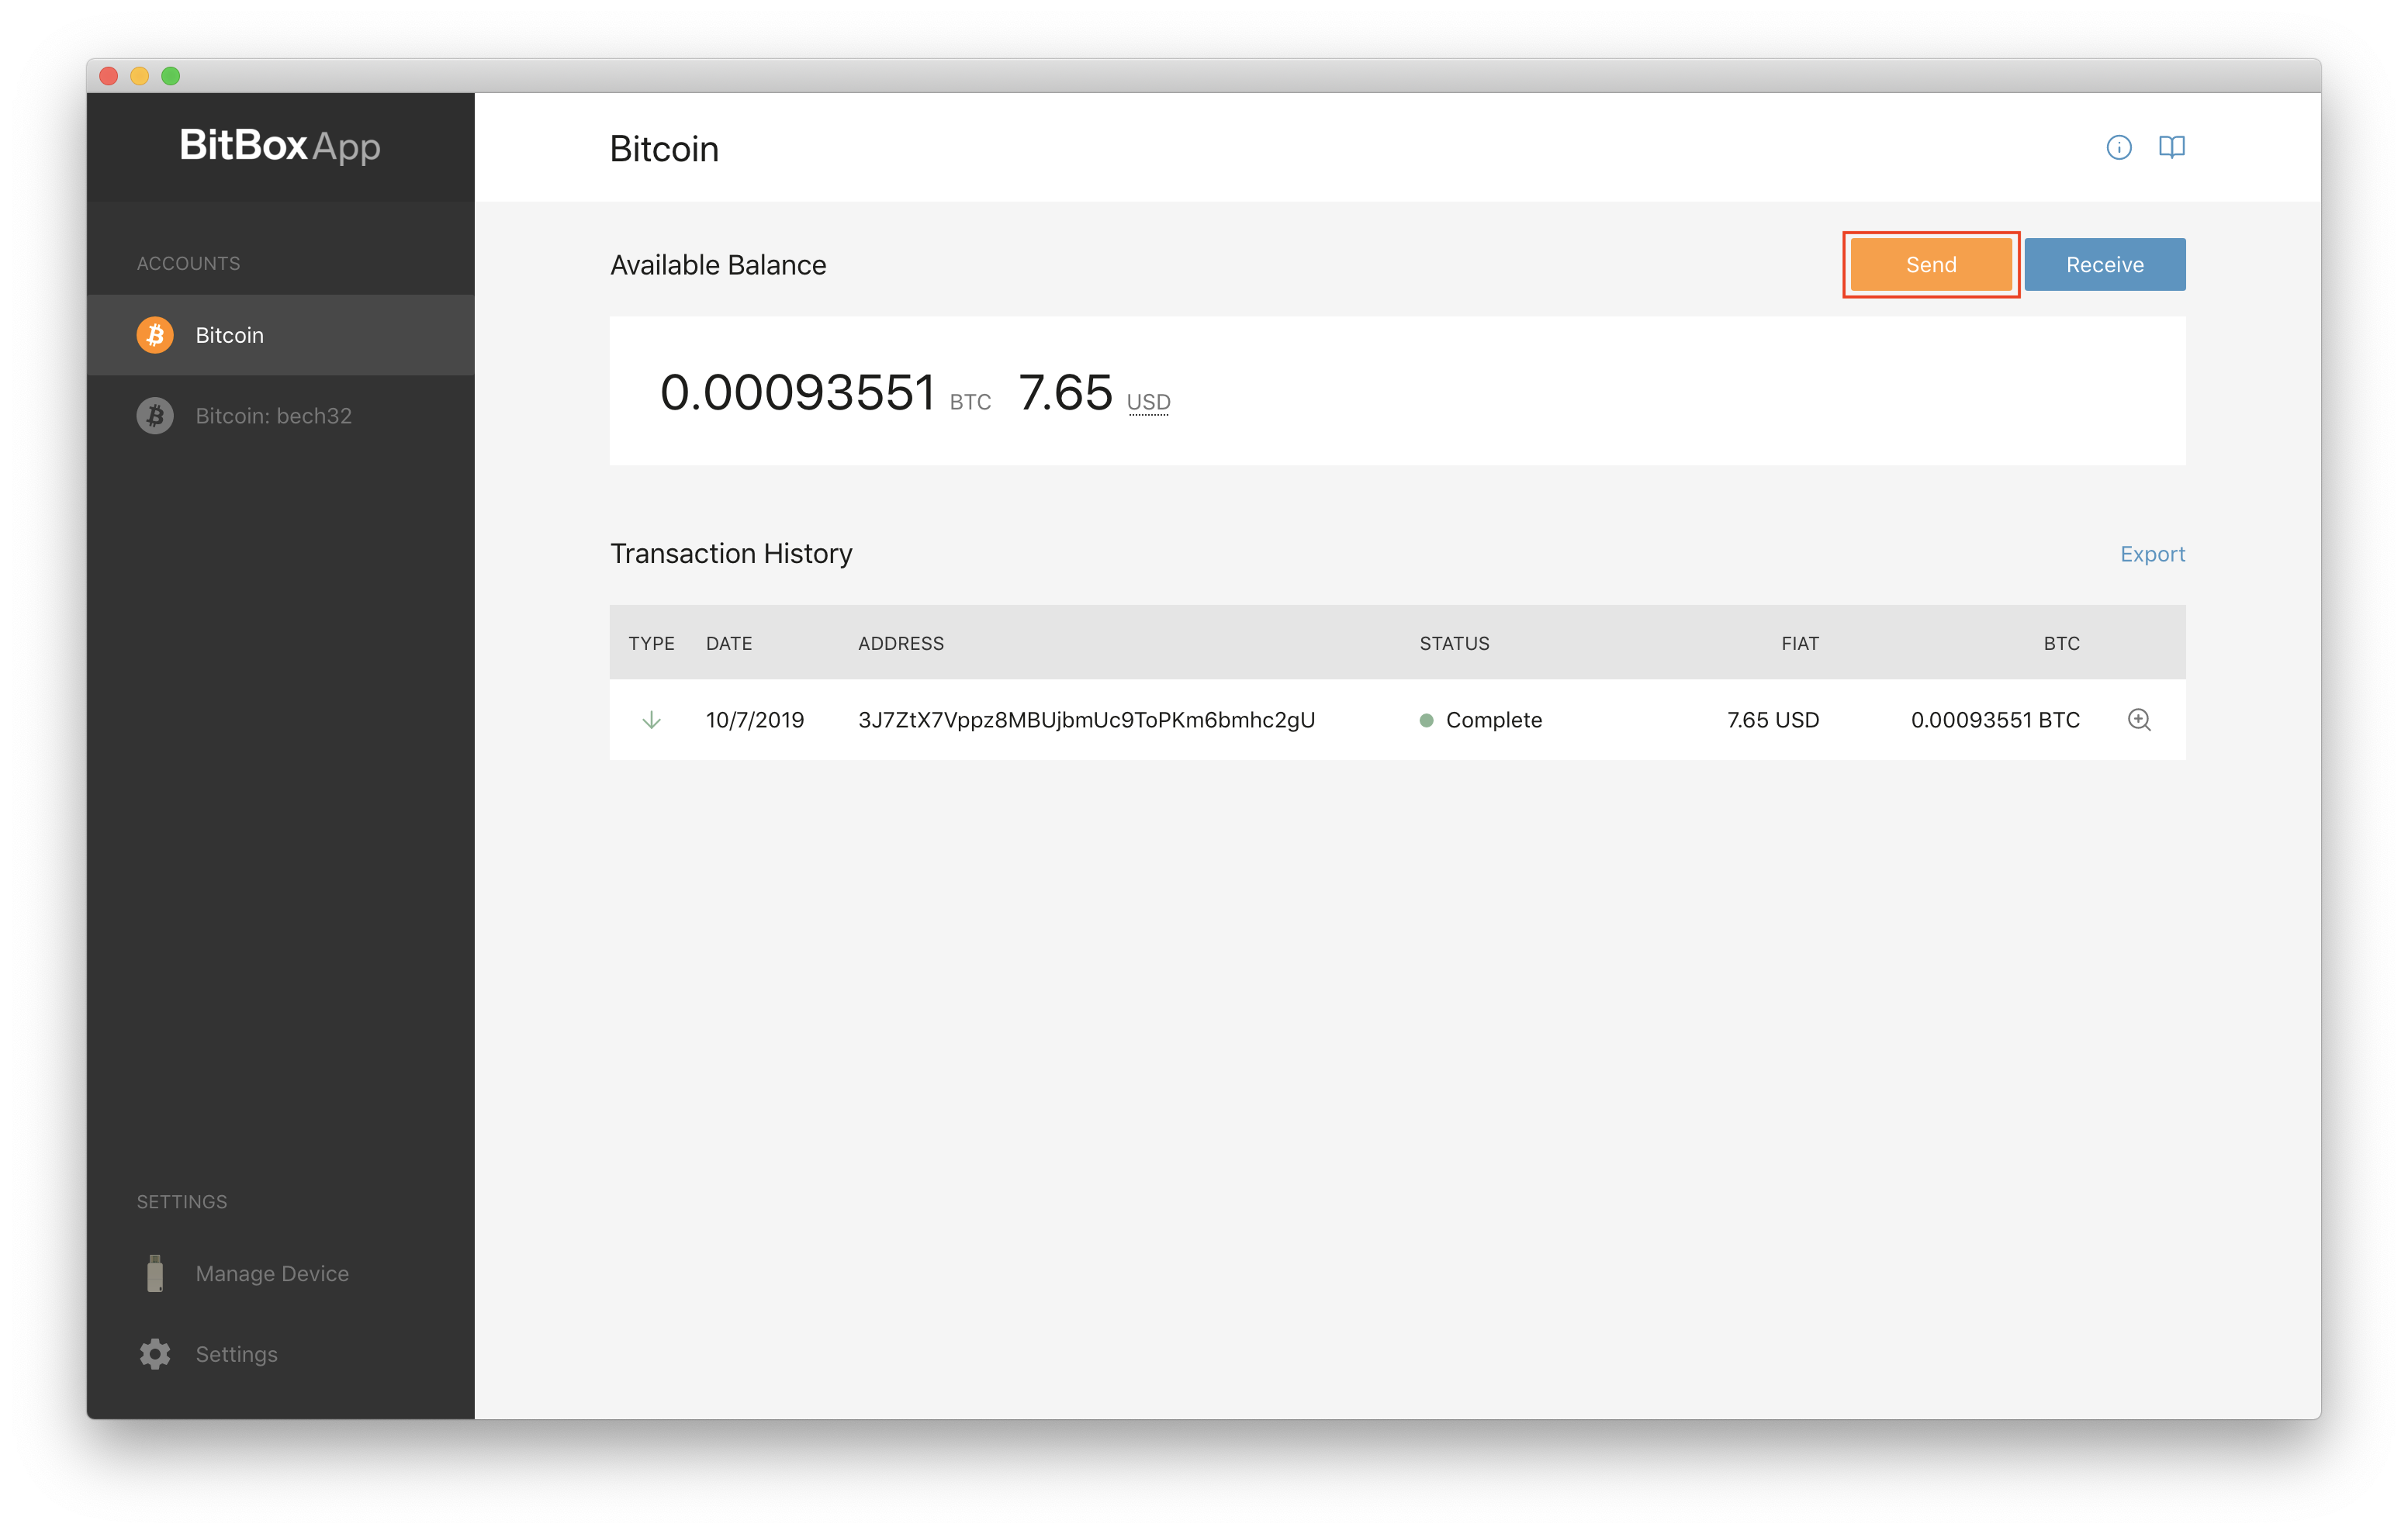 BitBox App
Bitcoin
ACCOUNTS
Bitcoin
Bitcoin: bech32
Available Balance
Send
Receive
0.00093551 BTC 7.65 USD
Transaction History
Export
TYPE DATE ADDRESS STATUS FIAT BTC
10/7/2019 3J7ZtX7Vppz8MBUjbmUc9ToPKm6bmhc2gU Complete 7.65 USD 0.00093551 BTC
SETTINGS
Manage Device
Settings